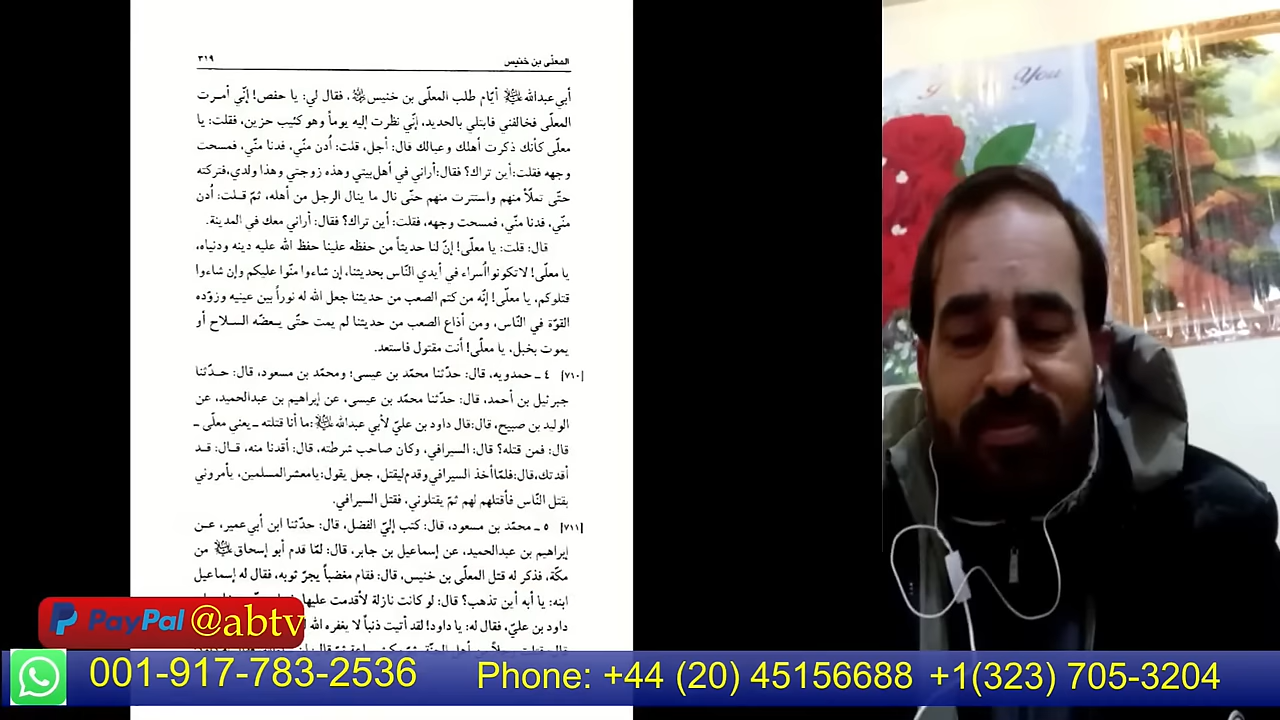 المعلّى بن خنيس ٣١٩
أبي عبدالله ﷺ أيّام طلب المعلّى بن خنيس، فقال لي: يا حفص! إنّي أمرت
المعلّى فخالفني فابتلي بالحديد، إنّي نظرت إليه يوماً وهو كئيب حزين، فقلت: يا
معلّى كأنك ذكرت أهلك وعيالك قال: أجل، قلت: اُدن منّي، فدنا منّي، فمسحت
وجهه فقلت: أين تراك؟ فقال: أراني في أهل بيتي وهذه زوجتي وهذا ولدي، فتركته
حتّى تملّأ منهم واستترت منهم حتّى نال ما ينال الرجل من أهله، ثمّ قلت: اُدن
منّي، فدنا منّي، فمسحت وجهه، فقلت: أين تراك؟ فقال: أراني معك في المدينة.
قال: قلت: يا معلّى! إنّ لنا حديثاً من حفظه علينا حفظ الله عليه دينه ودنياه،
يا معلّى! لاتكونوا اُسراء في أيدي النّاس بحديثنا، إن شاءوا منّوا عليكم وإن شاءوا
قتلوكم، يا معلّى! إنّه من كتم الصعب من حديثنا جعل الله له نوراً بين عينيه وزوّده
القوّة في النّاس، ومن أذاع الصعب من حديثنا لم يمت حتّى يعضّه السلاح أو
يموت بخبل، يا معلّى! أنت مقتول فاستعد.
[٧١٠] ٤ ـ حمدويه، قال: حدّثنا محمّد بن عيسى؛ ومحمّد بن مسعود، قال: حدّثنا
جبرئيل بن أحمد، قال: حدّثنا محمّد بن عيسى، عن إبراهيم بن عبدالحميد، عن
الوليد بن صبيح، قال: قال داود بن عليّ لأبي عبدالله: ما أنا قتلته ـ يعني معلّى ـ
قال: فمن قتله؟ قال: السيرافي، وكان صاحب شرطته، قال: أقدنا منه، قال: قد
أقدتك، قال: فلمّا أخذ السيرافي وقدم ليقتل، جعل يقول: يا معشر المسلمين، يأمروني
بقتل النّاس فأقتلهم لهم ثمّ يقتلوني، فقتل السيرافي.
[٧١١] ٥ ـ محمّد بن مسعود، قال: كتب إليّ الفضل، قال: حدّثنا ابن أبي عمير، عن
إبراهيم بن عبدالحميد، عن إسماعيل بن جابر، قال: لمّا قدم أبو إسحاق من
مكّة، فذكر له قتل المعلّى بن خنيس، قال: فقام مغضباً يجرّ ثوبه، فقال له إسماعيل
ابنه: يا أبه أين تذهب؟ قال: لو كانت نازلة لأقدمت عليها
داود بن عليّ، فقال له: يا داود! لقد أتيت ذنباً لا يغفره الله
PayPal @abtv
001-917-783-2536 Phone: +44 (20) 45156688 +1(323) 705-3204
You